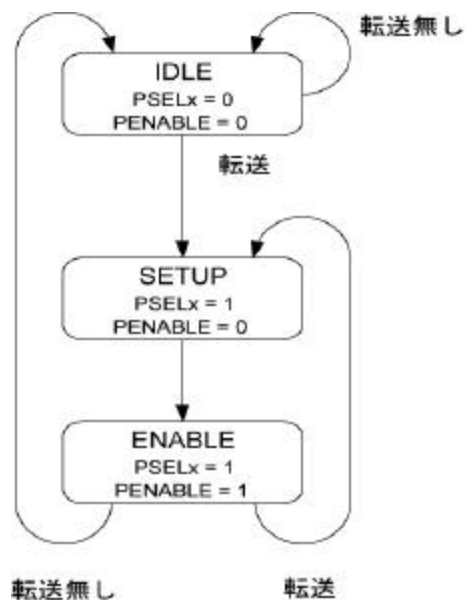 転送無し
IDLE
PSELx = 0
PENABLE = 0
転送
SETUP
PSELx = 1
PENABLE = 0
ENABLE
PSELx = 1
PENABLE = 1
転送無し
転送